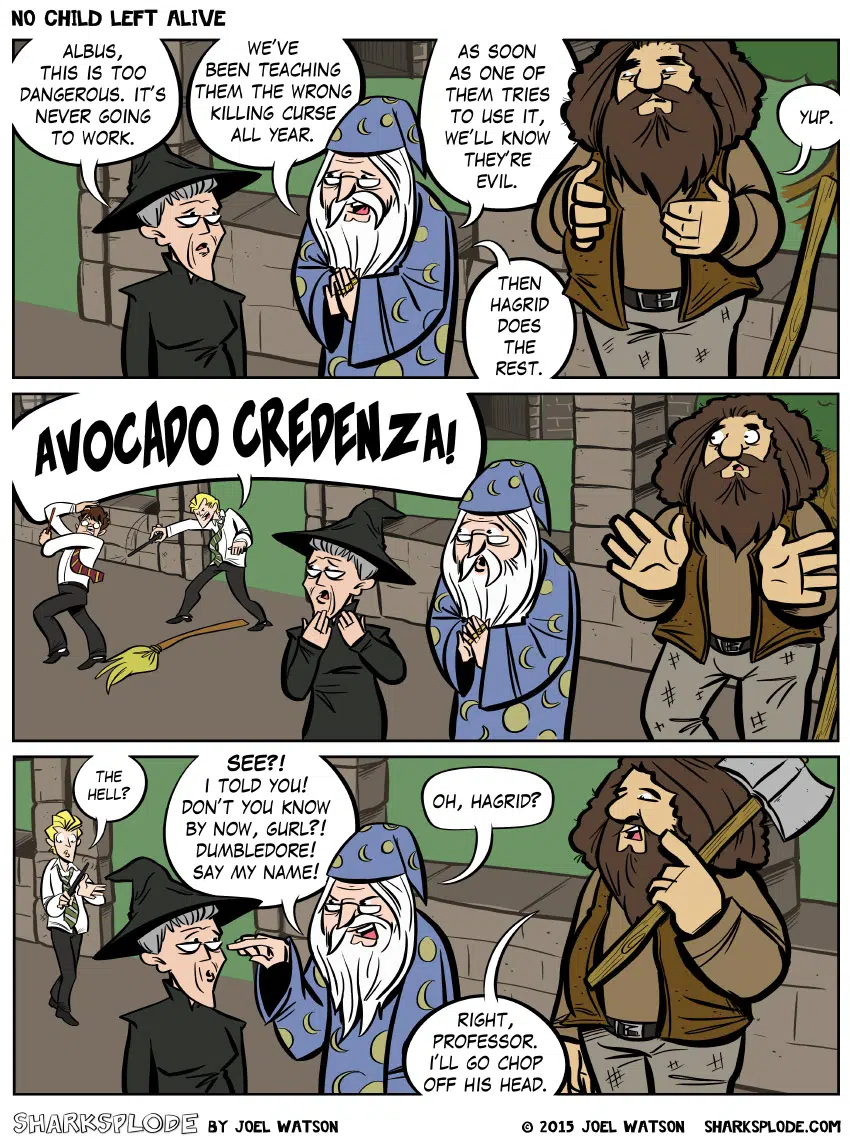 NO CHILD LEFT ALIVE
ALBUS,
THIS IS TOO
DANGEROUS. IT'S
NEVER GOING
TO WORK.
WE'VE
BEEN TEACHING
THEM THE WRONG
KILLING CURSE
ALL YEAR.
AS SOON
AS ONE OF
THEM TRIES
TO USE IT,
WE'LL KNOW
THEY'RE
EVIL.
THEN
HAGRID
DOES
THE
REST.
YUP.
AVOCADO CREDENZA!
THE
HELL?
SEE?!
I TOLD YOU!
DON'T YOU KNOW
BY NOW, GURL?!
DUMBLEDORE!
SAY MY NAME!
OH, HAGRID?
RIGHT,
PROFESSOR.
I'LL GO CHOP
OFF HIS HEAD.
SHARKSPLODE BY JOEL WATSON © 2015 JOEL WATSON SHARKSPLODE.COM